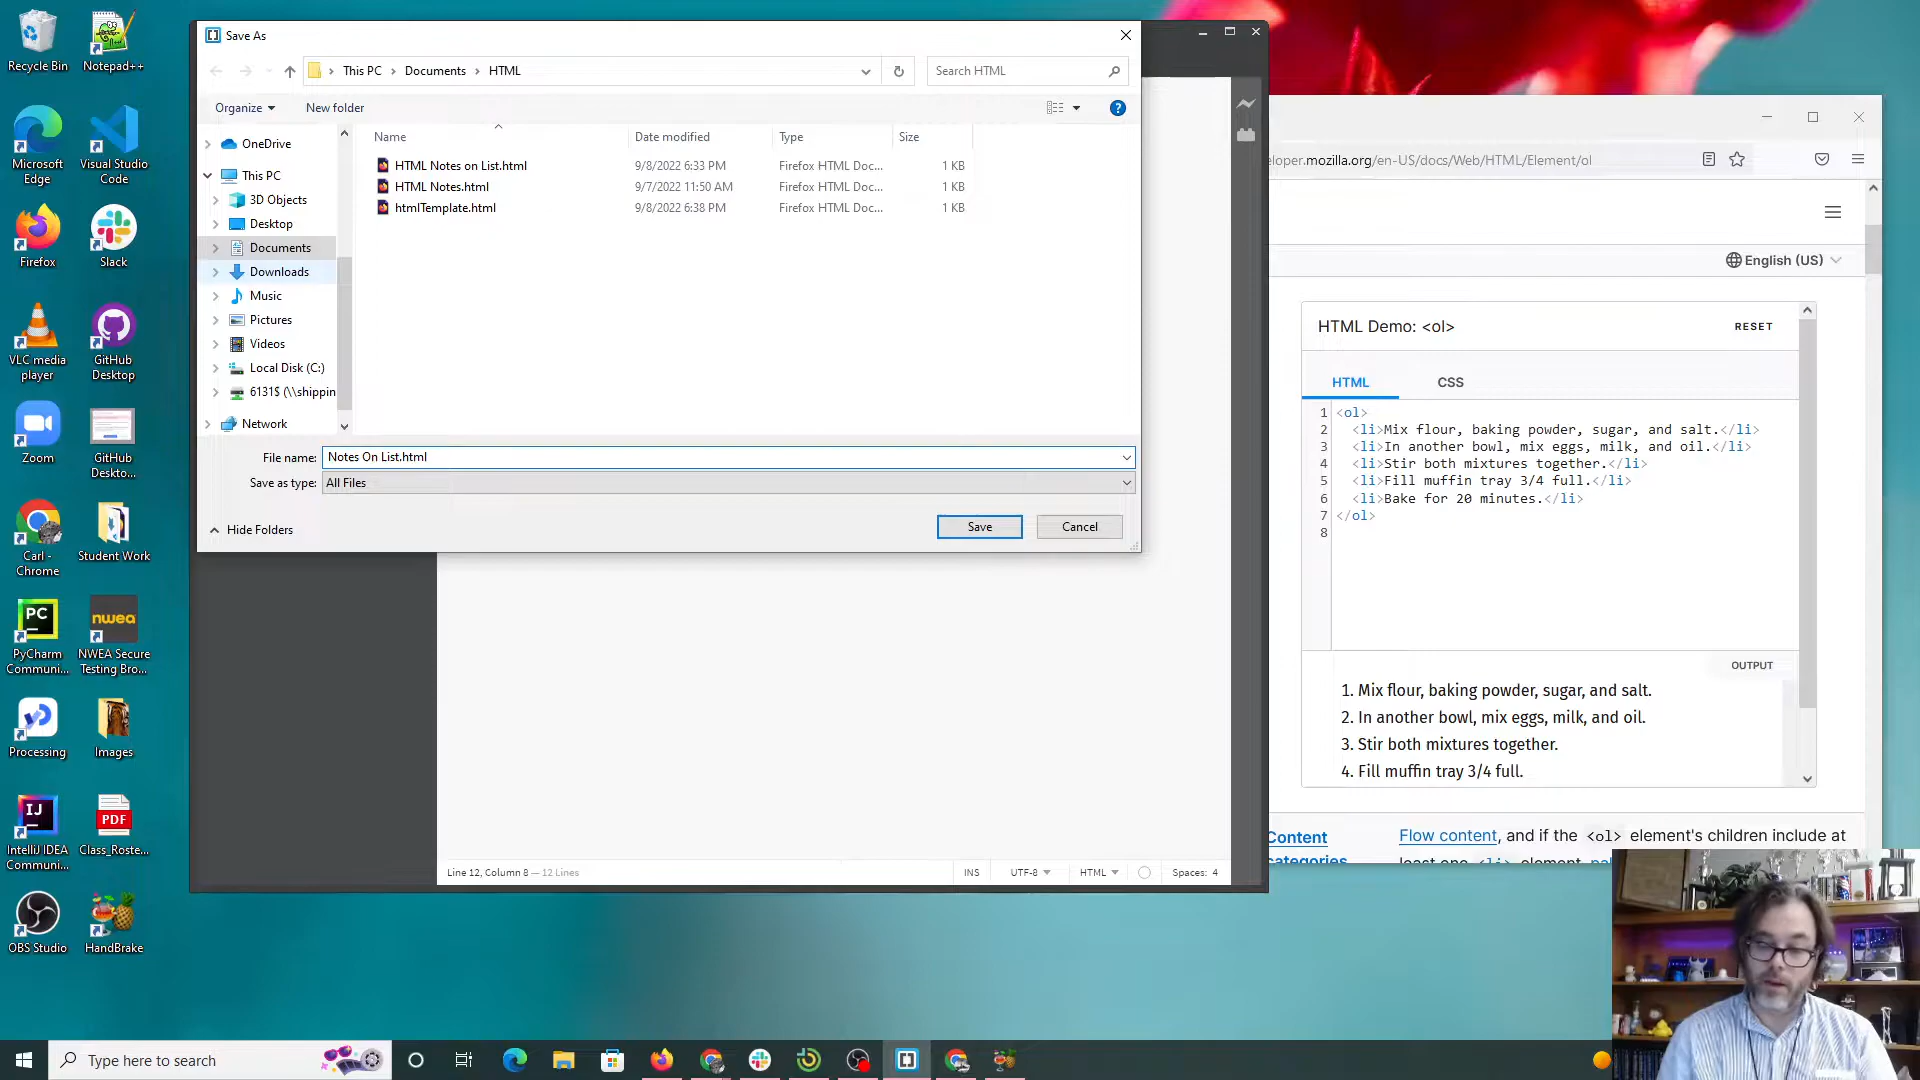 Recycle Bin
Notepad++
Microsoft
Edge
Visual Studio
Code
Firefox
Slack
VLC media
player
GitHub
Desktop
Zoom
GitHub
Deskto...
Carl -
Chrome
Student Work
PyCharm
Communi...
nwea
NWEA Secure
Testing Bro...
Processing
Images
IntelliJ IDEA
Communi...
PDF
Class_Roste...
OBS Studio
HandBrake
Save As
This PC > Documents > HTML
Search HTML
Organize
New folder
OneDrive
This PC
3D Objects
Desktop
Documents
Downloads
Music
Pictures
Videos
Local Disk (C:)
6131$ (\\shippin
Network
Name Date modified Type Size
HTML Notes on List.html 9/8/2022 6:33 PM Firefox HTML Doc... 1 KB
HTML Notes.html 9/7/2022 11:50 AM Firefox HTML Doc... 1 KB
htmlTemplate.html 9/8/2022 6:38 PM Firefox HTML Doc... 1 KB
File name: Notes On List.html
Save as type: All Files
Hide Folders
Save
Cancel
Line 12, Column 8 — 12 Lines
INS
UTF-8
HTML
Spaces: 4
eloper.mozilla.org/en-US/docs/Web/HTML/Element/ol
English (US)
HTML Demo: <ol>
RESET
HTML
CSS
1 <ol>
2 <li>Mix flour, baking powder, sugar, and salt.</li>
3 <li>In another bowl, mix eggs, milk, and oil.</li>
4 <li>Stir both mixtures together.</li>
5 <li>Fill muffin tray 3/4 full.</li>
6 <li>Bake for 20 minutes.</li>
7 </ol>
8
OUTPUT
1. Mix flour, baking powder, sugar, and salt.
2. In another bowl, mix eggs, milk, and oil.
3. Stir both mixtures together.
4. Fill muffin tray 3/4 full.
Content
categories
Flow content, and if the <ol> element's children include at
least one <li> element
Type here to search